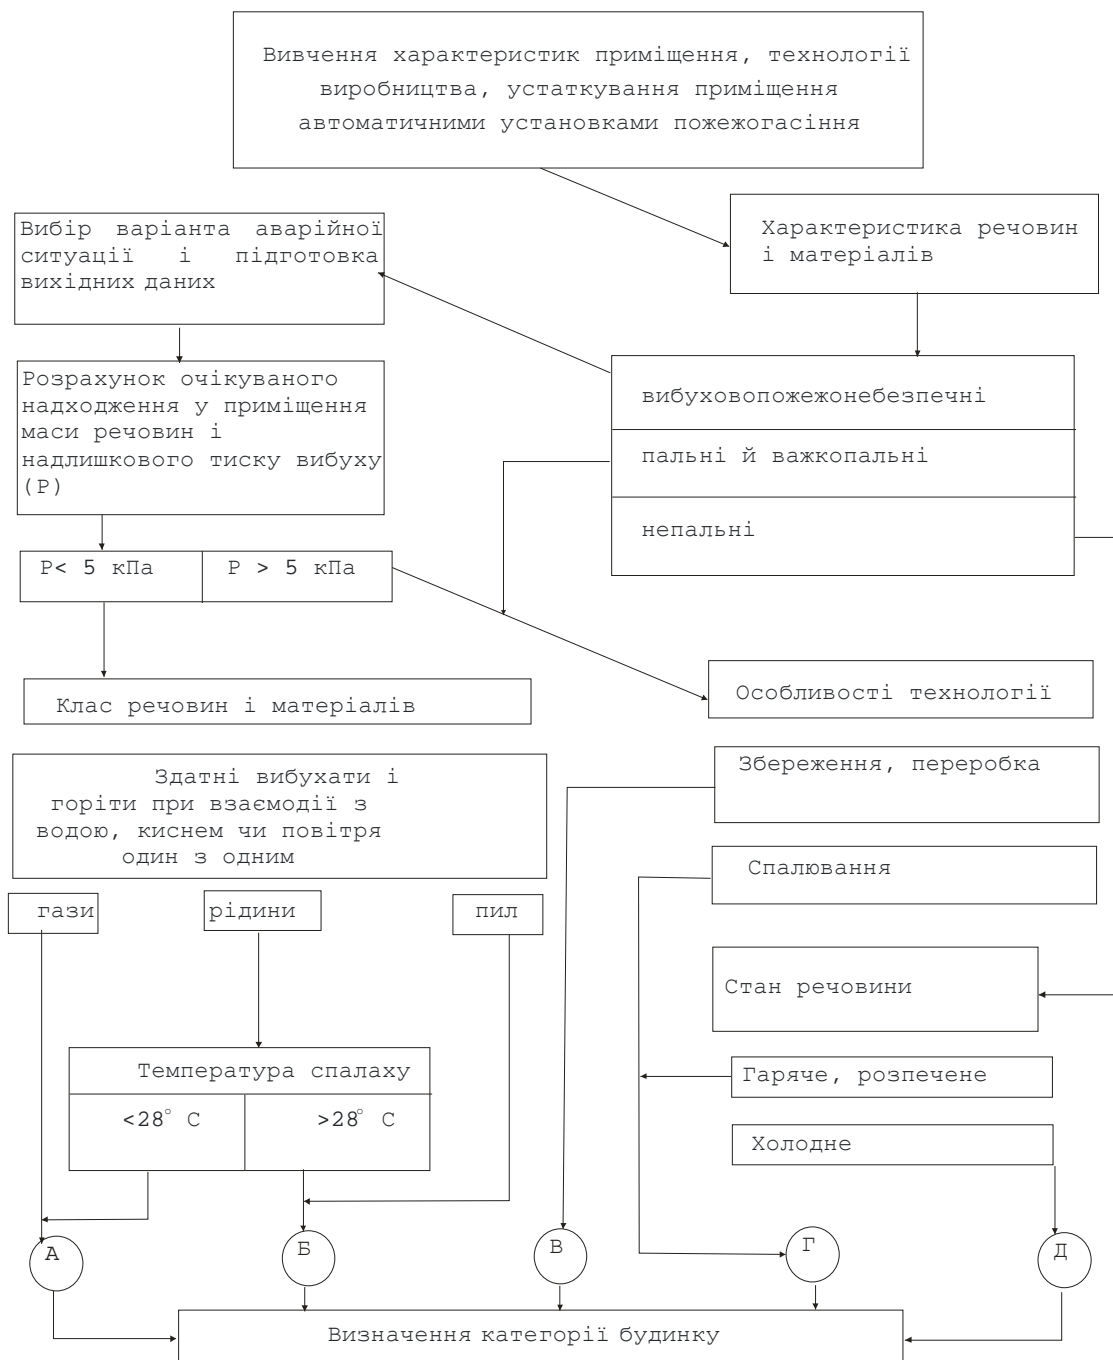 Вивчення характеристик приміщення, технології
виробництва, устаткування приміщення
автоматичними установками пожежогасіння
Вибір варіанта аварійної
ситуації і підготовка
вихідних даних
Характеристика речовин
і матеріалів
Розрахунок очікуваного
надходження у приміщення
маси речовин і
надлишкового тиску вибуху
(Р)
вибуховопожежонебезпечні
пальні й важкопальні
непальні
Р< 5 кПа
Р > 5 кПа
Клас речовин і матеріалів
Особливості технології
Здатні вибухати і
горіти при взаємодії з
водою, киснем чи повітря
один з одним
Збереження, переробка
Спалювання
гази
рідини
пил
Стан речовини
Температура спалаху
<28° С
>28° С
Гаряче, розпечене
Холодне
А
Б
В
Г
Д
Визначення категорії будинку